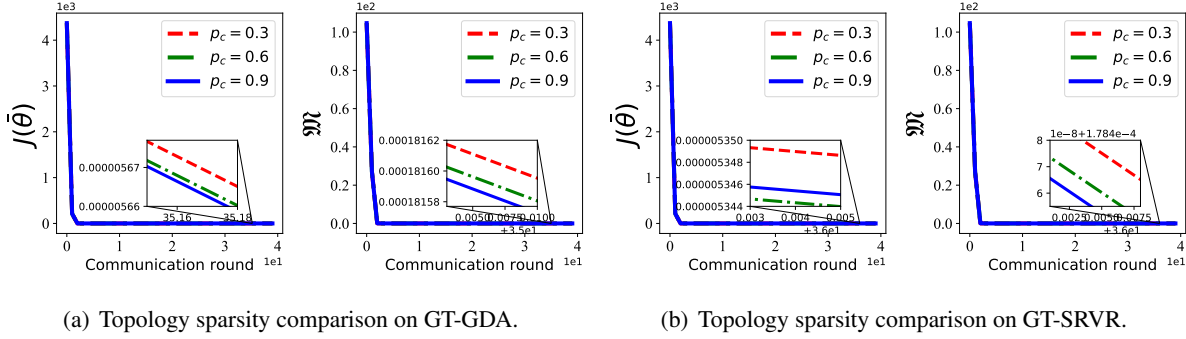 1e3
4
3
2
1
0
J(θ̄)
p_c = 0.3
p_c = 0.6
p_c = 0.9
0.00000567
0.00000566
35.16
35.18
0
1
2
3
4
1e1
Communication round
1e2
1.0
0.8
0.6
0.4
0.2
0.0
𝔐
p_c = 0.3
p_c = 0.6
p_c = 0.9
0.00018162
0.00018160
0.00018158
0.0050
0.0075
0.0100
+3.5e1
0
1
2
3
4
1e1
Communication round
1e3
4
3
2
1
0
J(θ̄)
p_c = 0.3
p_c = 0.6
p_c = 0.9
0.000005350
0.000005348
0.000005346
0.000005344
0.003
0.004
0.005
+3.6e1
0
1
2
3
4
1e1
Communication round
1e2
1.0
0.8
0.6
0.4
0.2
0.0
𝔐
p_c = 0.3
p_c = 0.6
p_c = 0.9
1e-8+1.784e-4
8
7
6
0.0025
0.0050
0.0075
+3.6e1
0
1
2
3
4
1e1
Communication round
(a) Topology sparsity comparison on GT-GDA.
(b) Topology sparsity comparison on GT-SRVR.